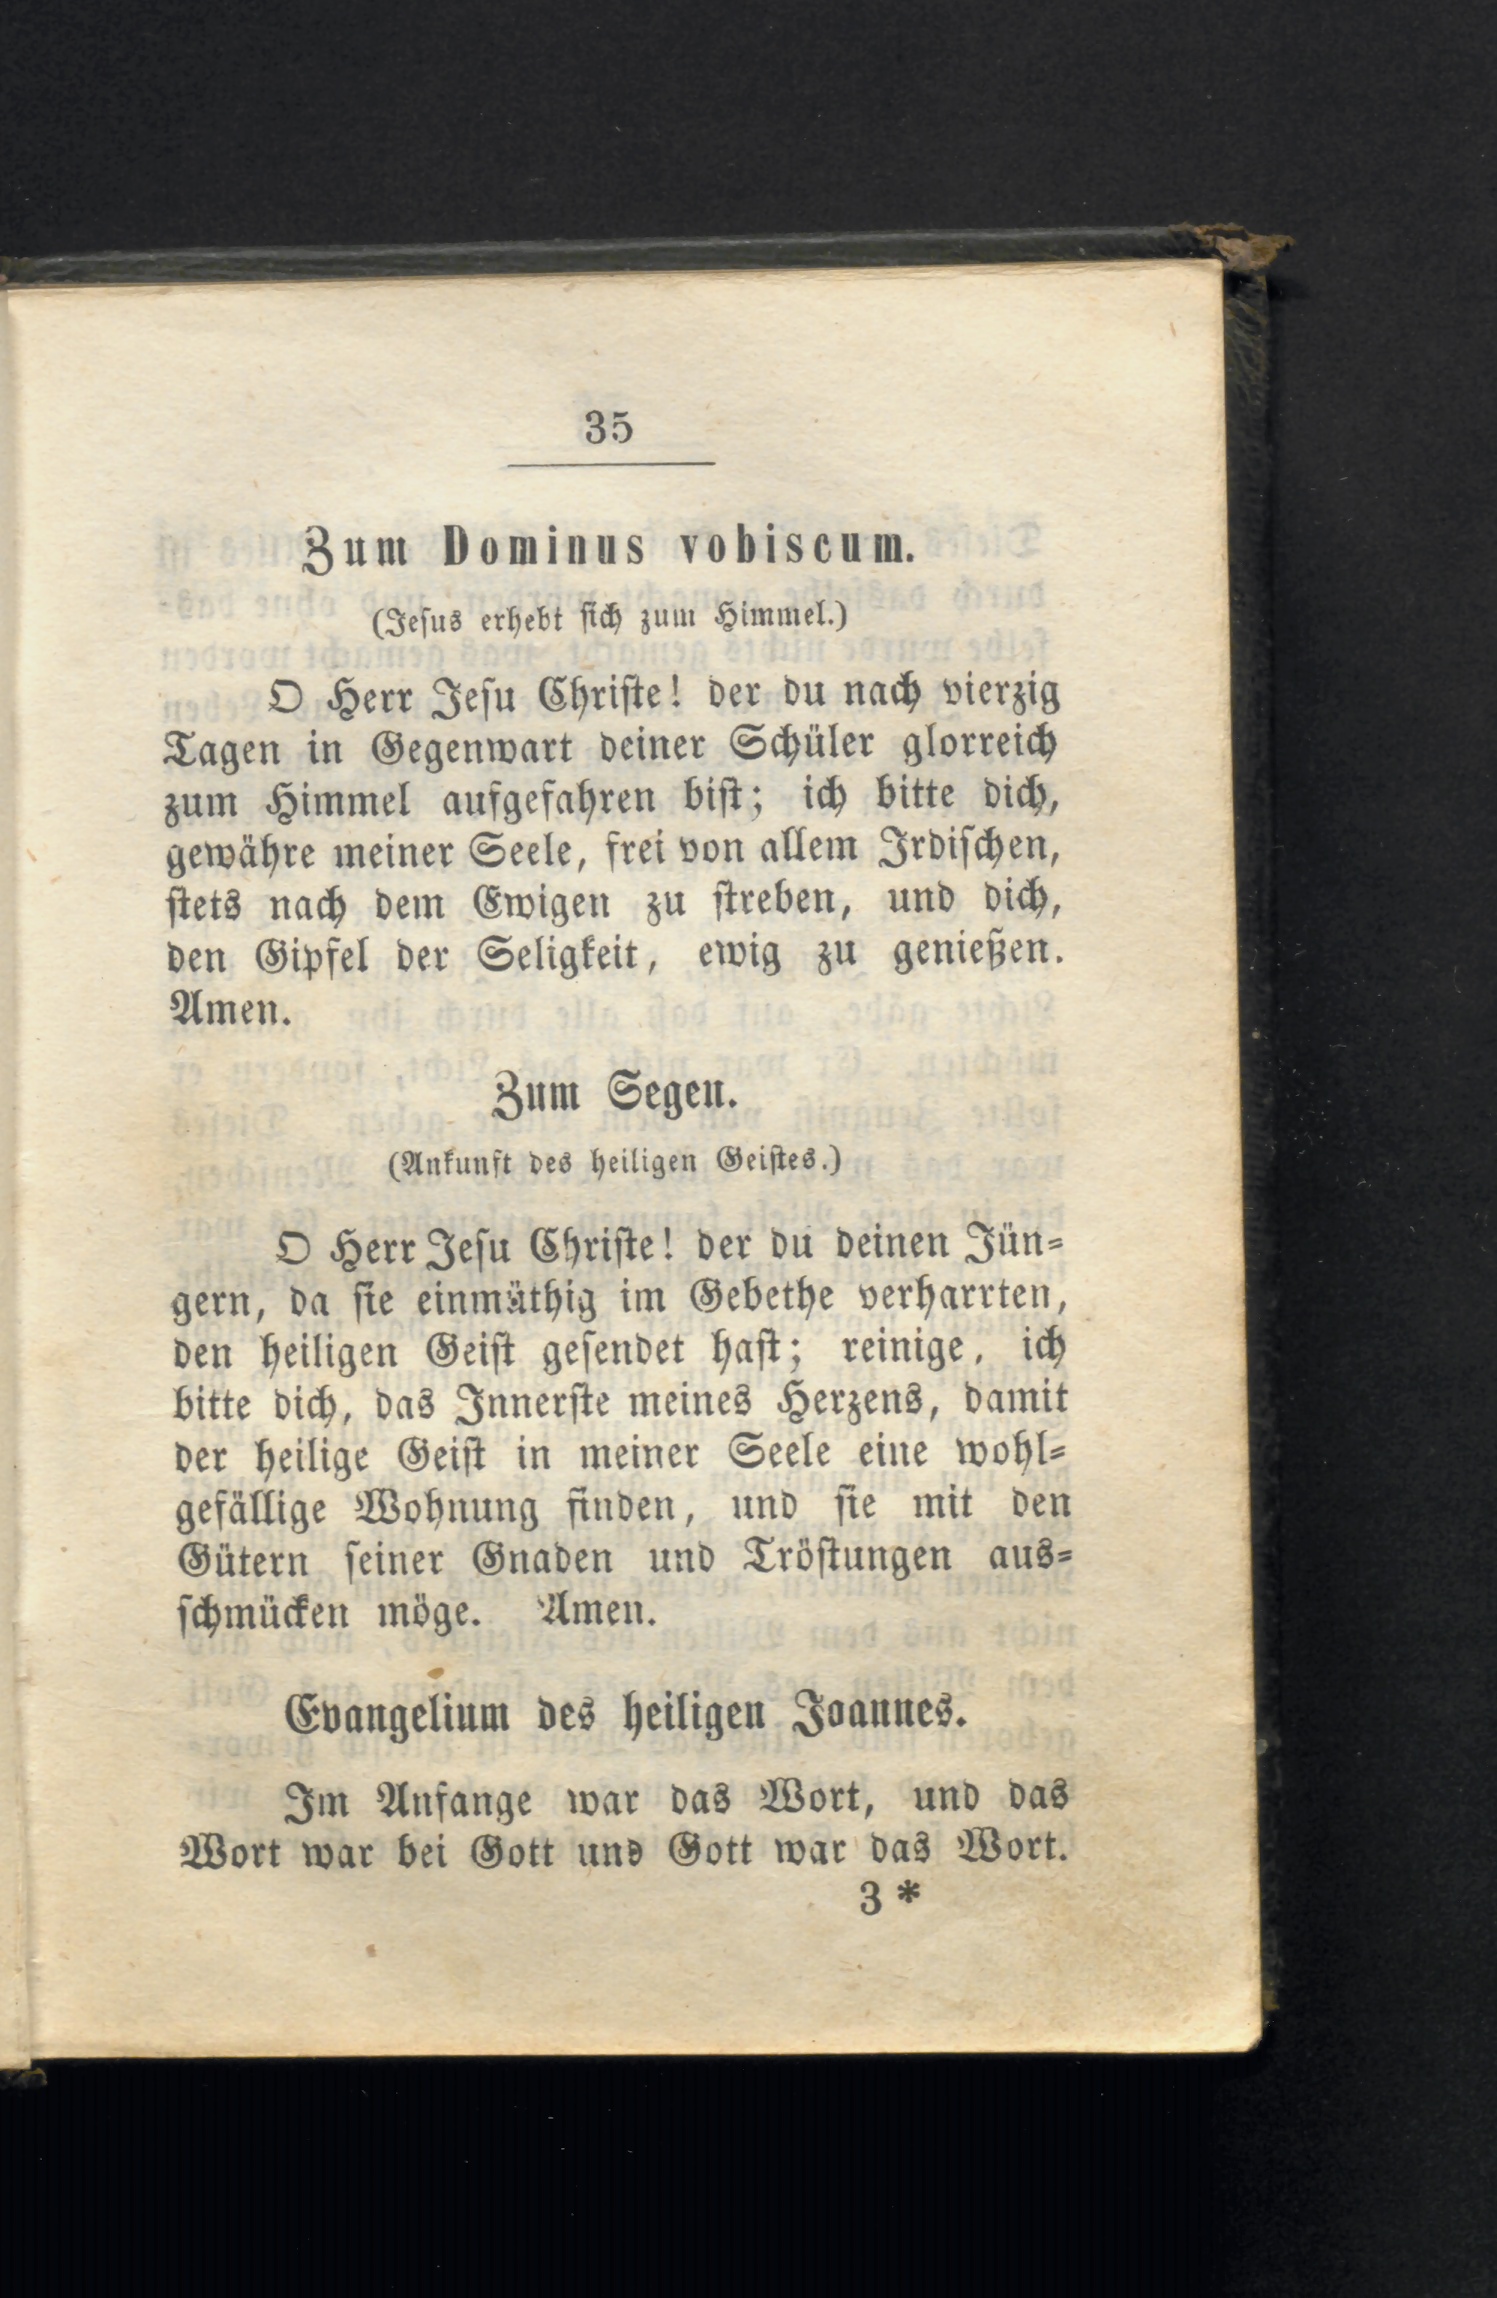 35
Zum Dominus vobiscum.
(Jesus erhebt sich zum Himmel.)
O Herr Jesu Christe! der du nach vierzig
Tagen in Gegenwart deiner Schüler glorreich
zum Himmel aufgefahren bist; ich bitte dich,
gewähre meiner Seele, frei von allem Irdischen,
stets nach dem Ewigen zu streben, und dich,
den Gipfel der Seligkeit, ewig zu genießen.
Amen.
Zum Segen.
(Ankunft des heiligen Geistes.)
O Herr Jesu Christe! der du deinen Jün-
gern, da sie einmüthig im Gebethe verharrten,
den heiligen Geist gesendet hast; reinige, ich
bitte dich, das Innerste meines Herzens, damit
der heilige Geist in meiner Seele eine wohl-
gefällige Wohnung finden, und sie mit den
Gütern seiner Gnaden und Tröstungen aus-
schmücken möge. Amen.
Evangelium des heiligen Joannes.
Im Anfange war das Wort, und das
Wort war bei Gott und Gott war das Wort.
3 *